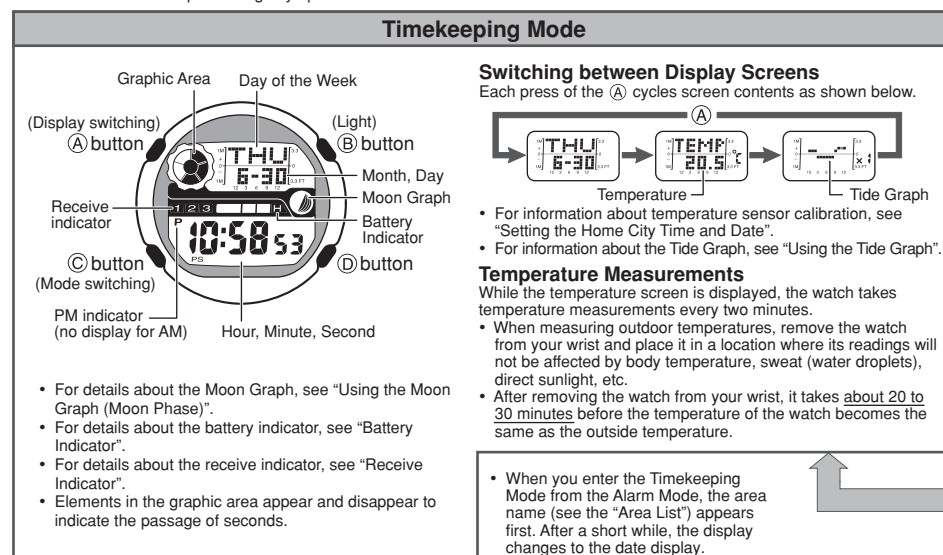 Timekeeping Mode
Graphic Area
Day of the Week
(Display switching)
Ⓐ button
(Light)
Ⓑ button
THU
6-30
Month, Day
Moon Graph
Receive
indicator
Battery
Indicator
1 2 3
H
P
10:58 53
PS
Ⓒ button
(Mode switching)
Ⓓ button
PM indicator
(no display for AM)
Hour, Minute, Second
• For details about the Moon Graph, see “Using the Moon
Graph (Moon Phase)”.
• For details about the battery indicator, see “Battery
Indicator”.
• For details about the receive indicator, see “Receive
Indicator”.
• Elements in the graphic area appear and disappear to
indicate the passage of seconds.
Switching between Display Screens
Each press of the Ⓐ cycles screen contents as shown below.
Ⓐ
THU
6-30
TEMP
20.5 °C
×1
Temperature
Tide Graph
• For information about temperature sensor calibration, see
“Setting the Home City Time and Date”.
• For information about the Tide Graph, see “Using the Tide Graph”.
Temperature Measurements
While the temperature screen is displayed, the watch takes
temperature measurements every two minutes.
• When measuring outdoor temperatures, remove the watch
from your wrist and place it in a location where its readings will
not be affected by body temperature, sweat (water droplets),
direct sunlight, etc.
• After removing the watch from your wrist, it takes about 20 to
30 minutes before the temperature of the watch becomes the
same as the outside temperature.
• When you enter the Timekeeping
Mode from the Alarm Mode, the area
name (see the “Area List”) appears
first. After a short while, the display
changes to the date display.